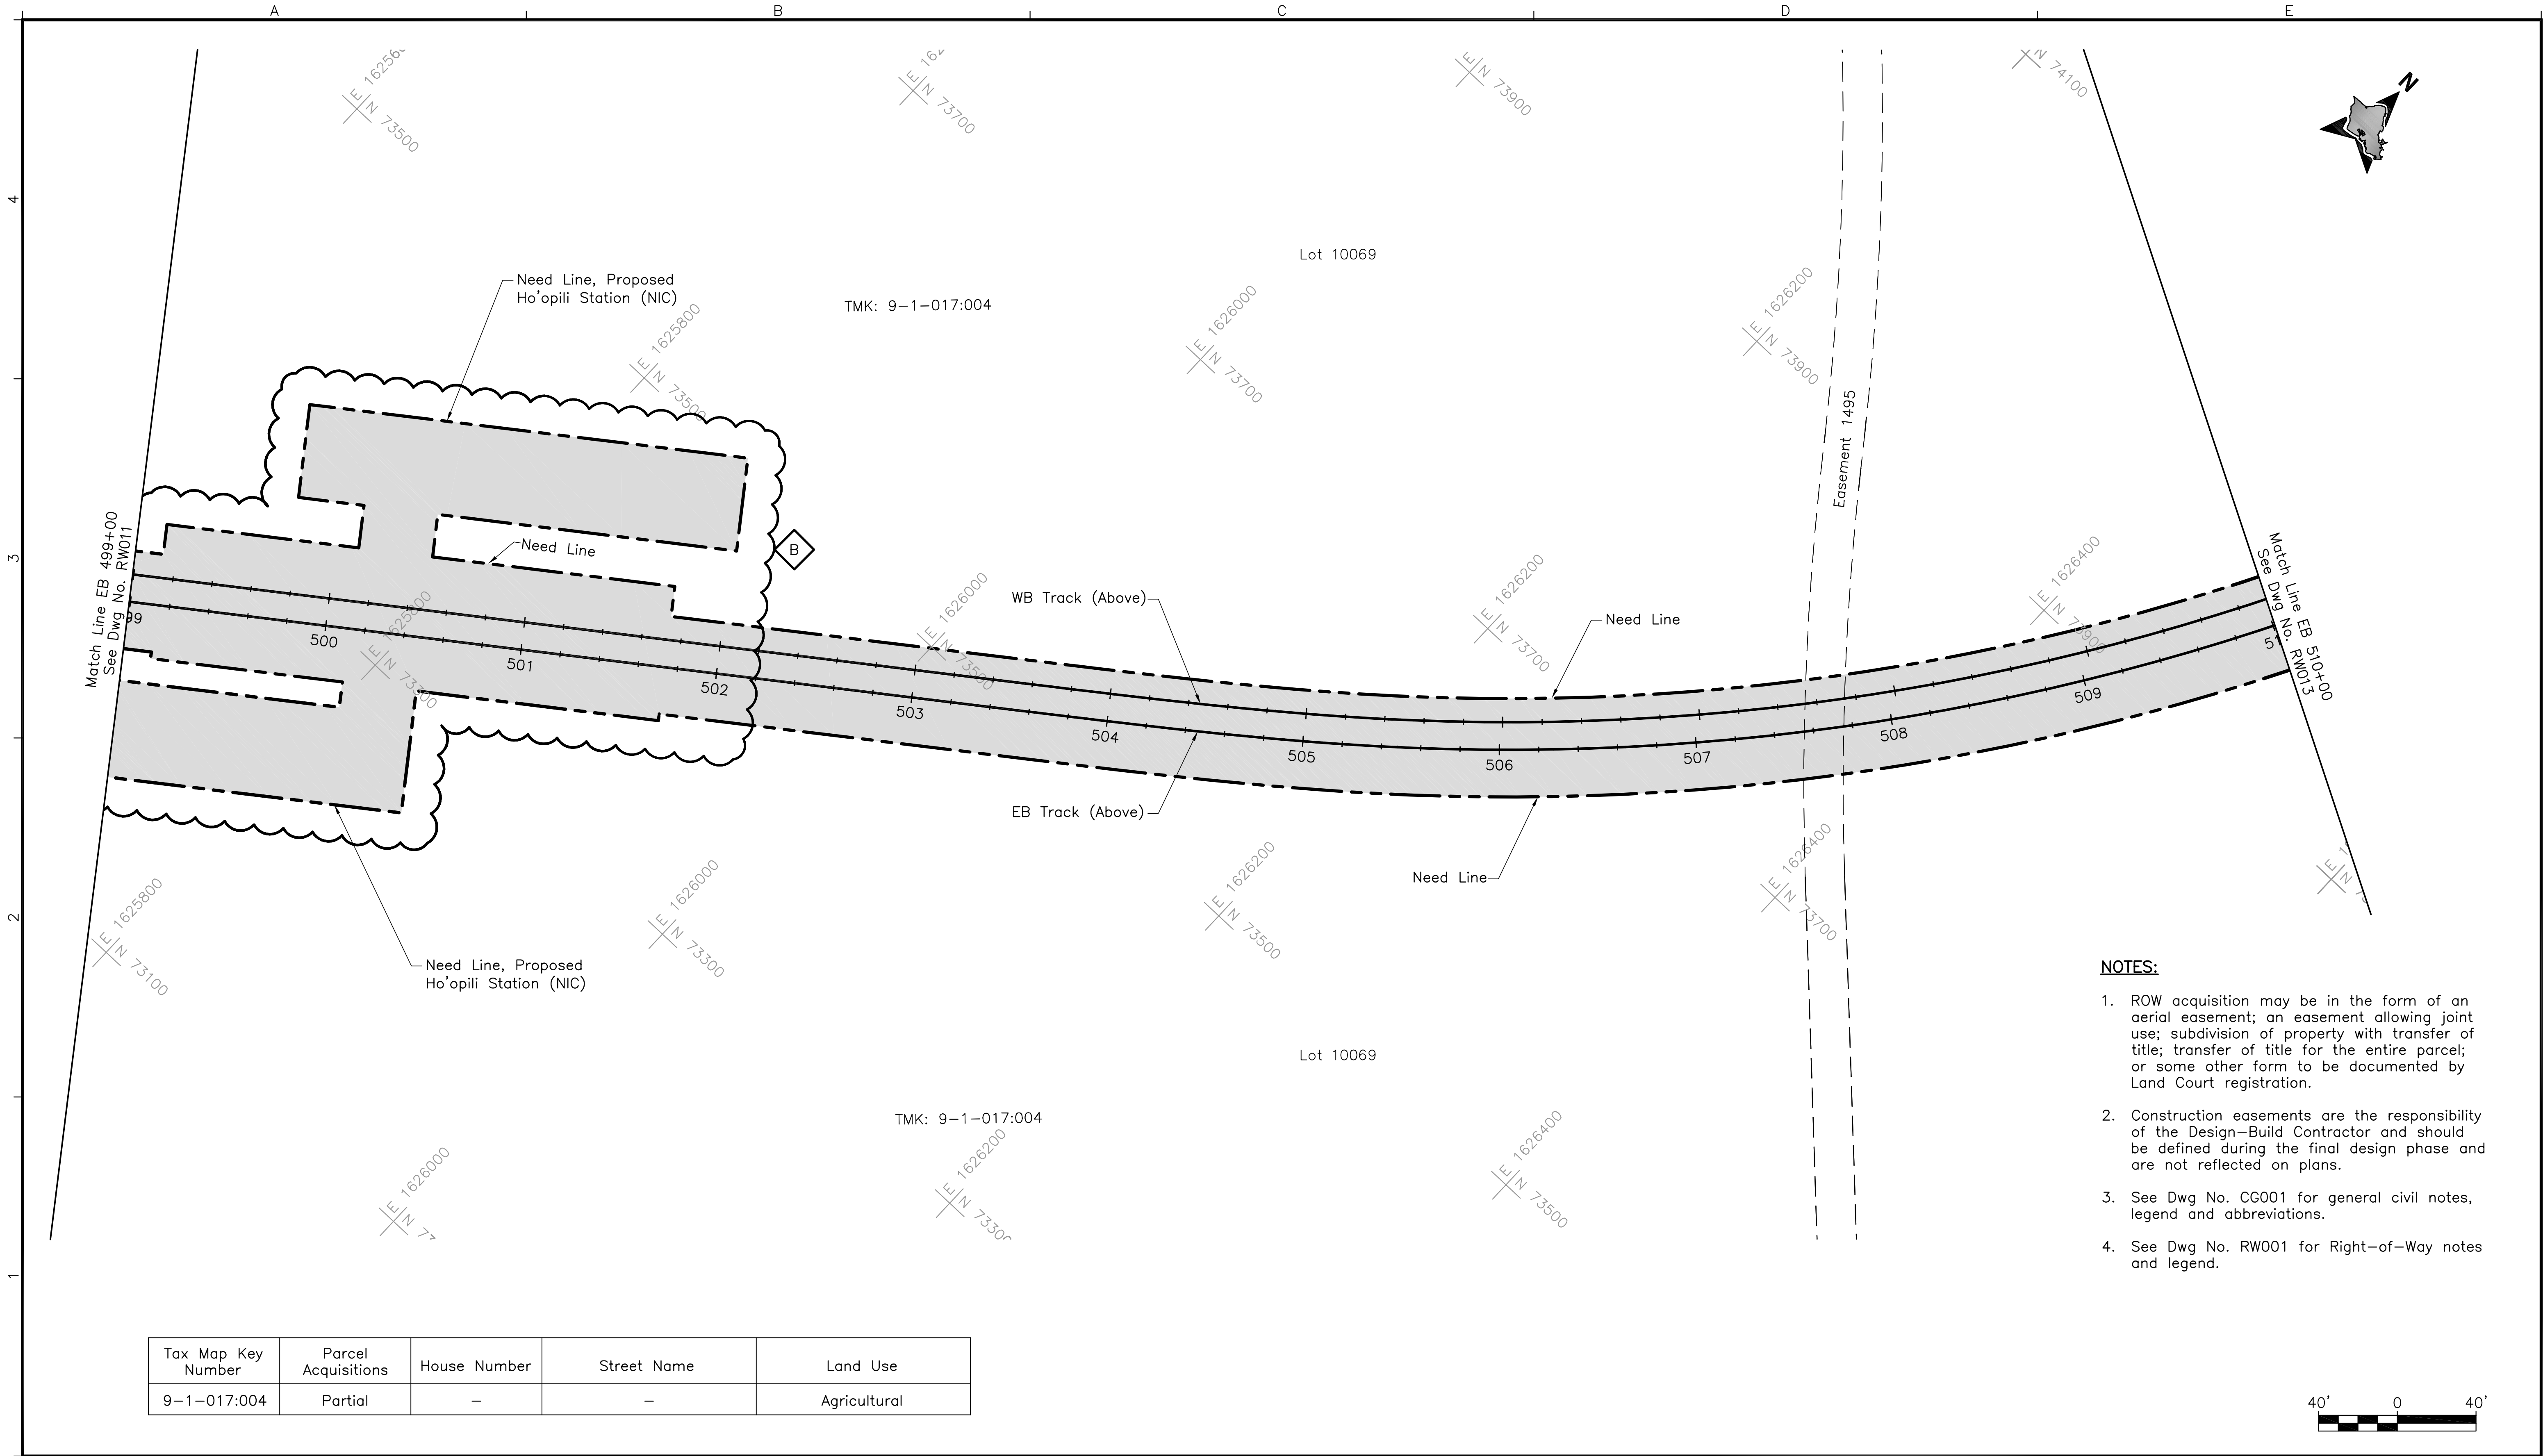 A
B
C
D
E
4
3
2
1
N
E
N 73500
E
N 73700
E
N 73900
N 74100
Lot 10069
Need Line, Proposed
Ho'opili Station (NIC)
TMK: 9-1-017:004
E 1625800
N 73500
E 1626000
N 73700
E 1626200
N 73900
Easement 1495
Match Line EB 499+00
See Dwg No. RW011
Need Line
B
E 1626000
N 73500
WB Track (Above)
E 1626200
N 73700
Need Line
E 1626400
N 73900
Match Line EB 510+00
See Dwg No. RW013
500
501
502
503
504
505
506
507
508
509
1625800
E
N 73300
EB Track (Above)
Need Line
E 1625800
N 73100
E 1626000
N 73300
E 1626200
N 73500
E 1626400
N 73700
E
N
Need Line, Proposed
Ho'opili Station (NIC)
Lot 10069
TMK: 9-1-017:004
E 1626000
N
E 1626200
N 73300
E 1626400
N 73500
NOTES:
1. ROW acquisition may be in the form of an
aerial easement; an easement allowing joint
use; subdivision of property with transfer of
title; transfer of title for the entire parcel;
or some other form to be documented by
Land Court registration.
2. Construction easements are the responsibility
of the Design-Build Contractor and should
be defined during the final design phase and
are not reflected on plans.
3. See Dwg No. CG001 for general civil notes,
legend and abbreviations.
4. See Dwg No. RW001 for Right-of-Way notes
and legend.
Tax Map Key
Number
Parcel
Acquisitions
House Number
Street Name
Land Use
9-1-017:004
Partial
-
-
Agricultural
40' 0 40'